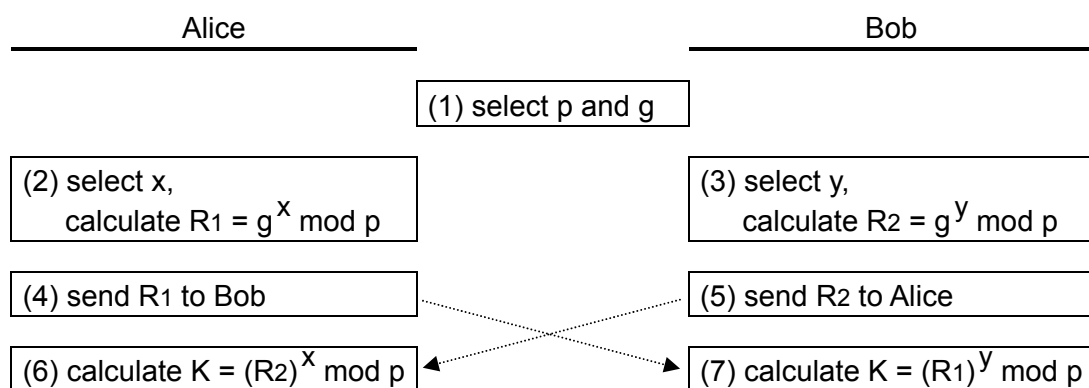 Alice
Bob
(1) select p and g
(2) select x,
calculate R1 = g^x mod p
(3) select y,
calculate R2 = g^y mod p
(4) send R1 to Bob
(5) send R2 to Alice
(6) calculate K = (R2)^x mod p
(7) calculate K = (R1)^y mod p